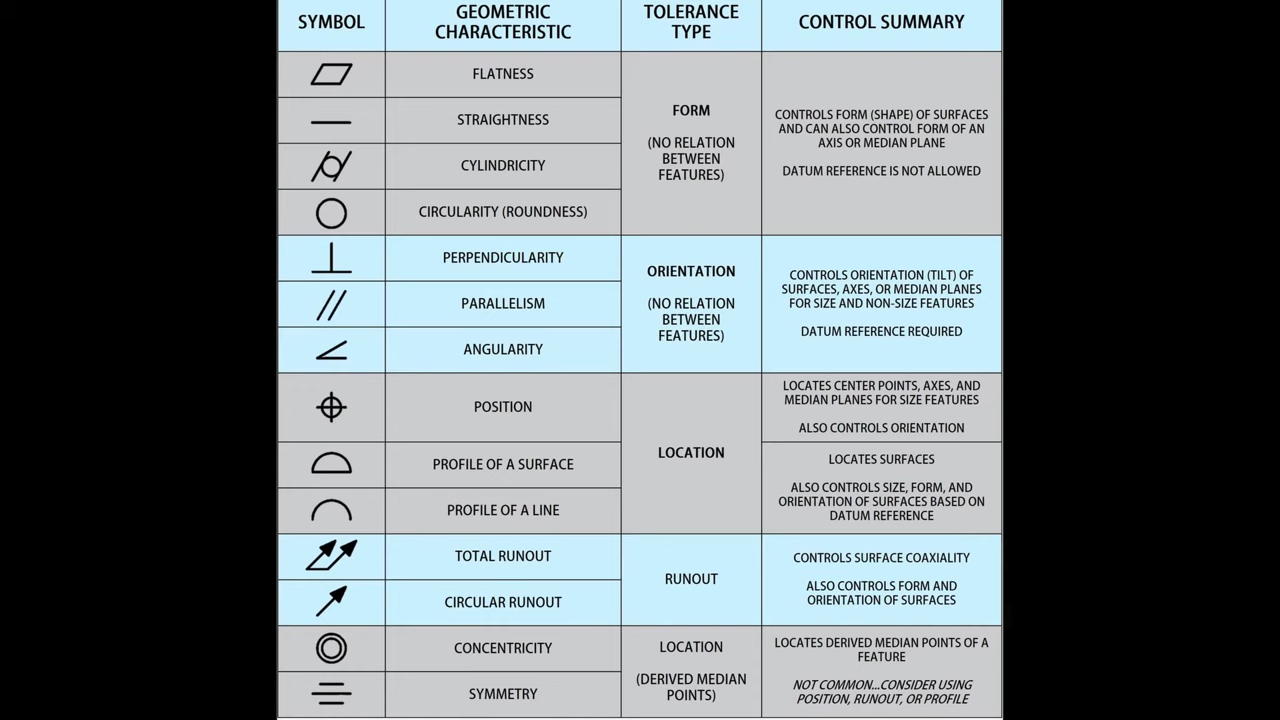 SYMBOL
GEOMETRIC
CHARACTERISTIC
TOLERANCE
TYPE
CONTROL SUMMARY
FLATNESS
STRAIGHTNESS
CYLINDRICITY
CIRCULARITY (ROUNDNESS)
FORM
(NO RELATION
BETWEEN
FEATURES)
CONTROLS FORM (SHAPE) OF SURFACES
AND CAN ALSO CONTROL FORM OF AN
AXIS OR MEDIAN PLANE
DATUM REFERENCE IS NOT ALLOWED
PERPENDICULARITY
PARALLELISM
ANGULARITY
ORIENTATION
(NO RELATION
BETWEEN
FEATURES)
CONTROLS ORIENTATION (TILT) OF
SURFACES, AXES, OR MEDIAN PLANES
FOR SIZE AND NON-SIZE FEATURES
DATUM REFERENCE REQUIRED
POSITION
PROFILE OF A SURFACE
PROFILE OF A LINE
LOCATION
LOCATES CENTER POINTS, AXES, AND
MEDIAN PLANES FOR SIZE FEATURES
ALSO CONTROLS ORIENTATION
LOCATES SURFACES
ALSO CONTROLS SIZE, FORM, AND
ORIENTATION OF SURFACES BASED ON
DATUM REFERENCE
TOTAL RUNOUT
CIRCULAR RUNOUT
RUNOUT
CONTROLS SURFACE COAXIALITY
ALSO CONTROLS FORM AND
ORIENTATION OF SURFACES
CONCENTRICITY
SYMMETRY
LOCATION
(DERIVED MEDIAN
POINTS)
LOCATES DERIVED MEDIAN POINTS OF A
FEATURE
NOT COMMON...CONSIDER USING
POSITION, RUNOUT, OR PROFILE